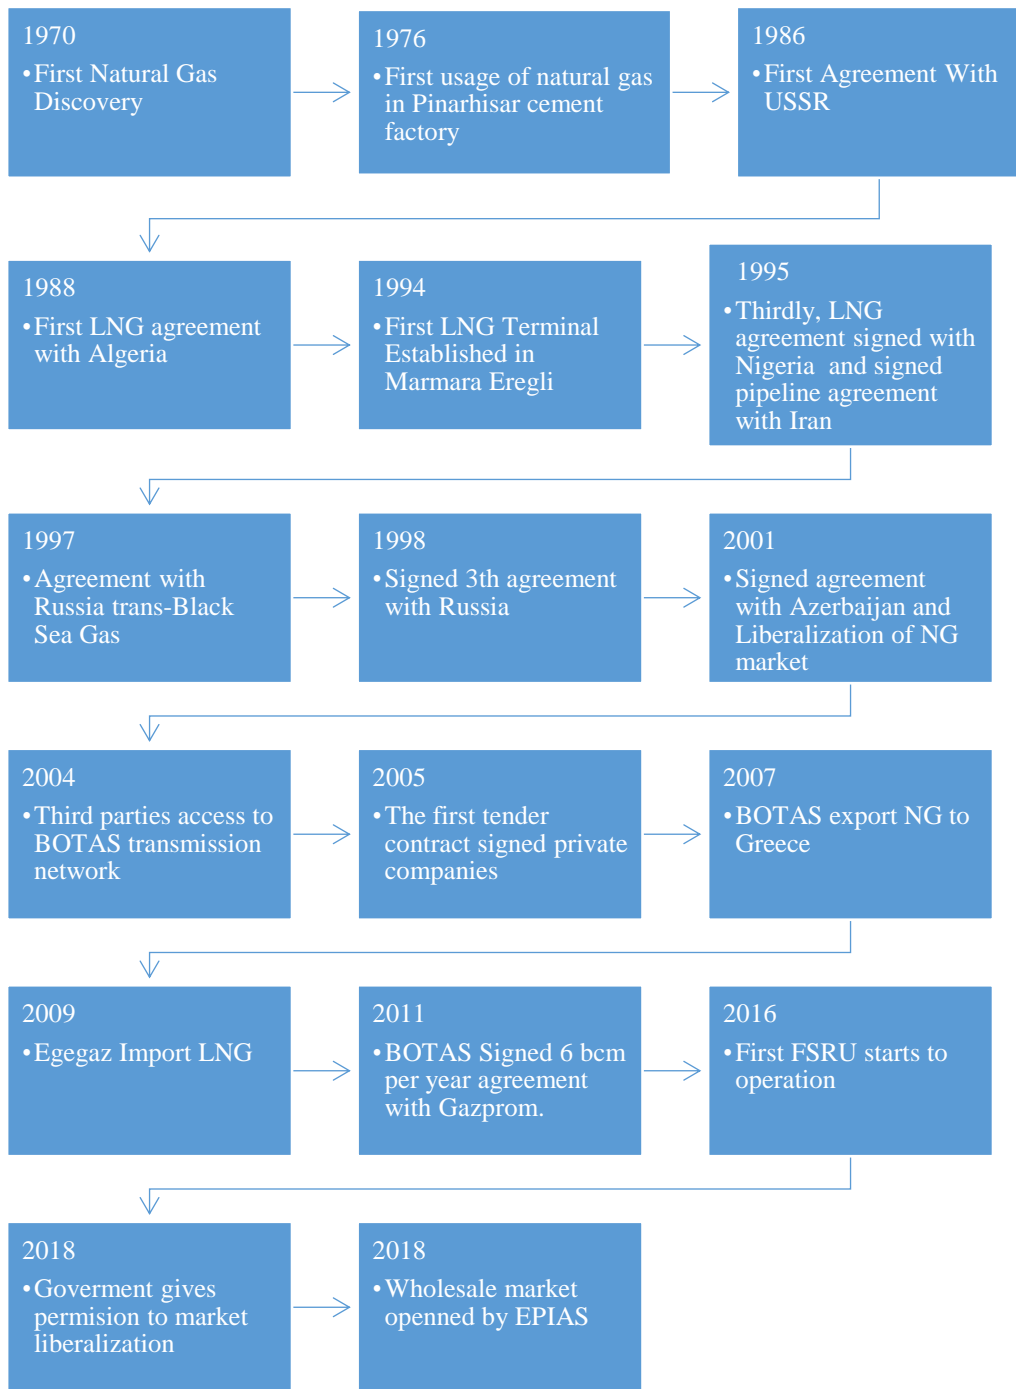 1970
•First Natural Gas
Discovery
1976
•First usage of natural gas
in Pinarhisar cement
factory
1986
•First Agreement With
USSR
1988
•First LNG agreement
with Algeria
1994
•First LNG Terminal
Established in
Marmara Eregli
1995
•Thirdly, LNG
agreement signed with
Nigeria and signed
pipeline agreement
with Iran
1997
•Agreement with
Russia trans-Black
Sea Gas
1998
•Signed 3th agreement
with Russia
2001
•Signed agreement
with Azerbaijan and
Liberalization of NG
market
2004
•Third parties access to
BOTAS transmission
network
2005
•The first tender
contract signed private
companies
2007
•BOTAS export NG to
Greece
2009
•Egegaz Import LNG
2011
•BOTAS Signed 6 bcm
per year agreement
with Gazprom.
2016
•First FSRU starts to
operation
2018
•Goverment gives
permision to market
liberalization
2018
•Wholesale market
openned by EPIAS